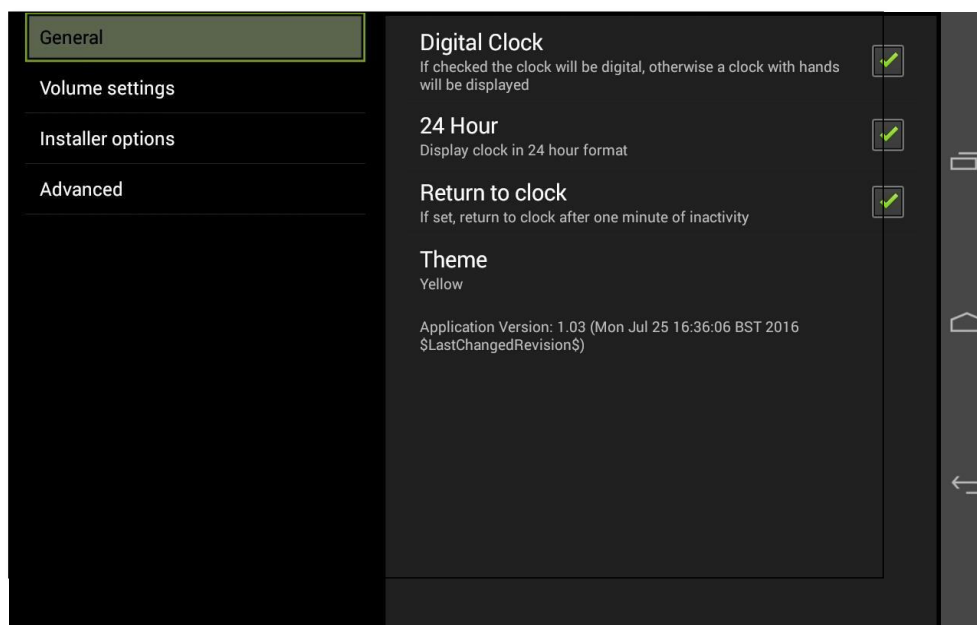 General
Volume settings
Installer options
Advanced
Digital Clock
If checked the clock will be digital, otherwise a clock with hands
will be displayed
24 Hour
Display clock in 24 hour format
Return to clock
If set, return to clock after one minute of inactivity
Theme
Yellow
Application Version: 1.03 (Mon Jul 25 16:36:06 BST 2016
$LastChangedRevision$)